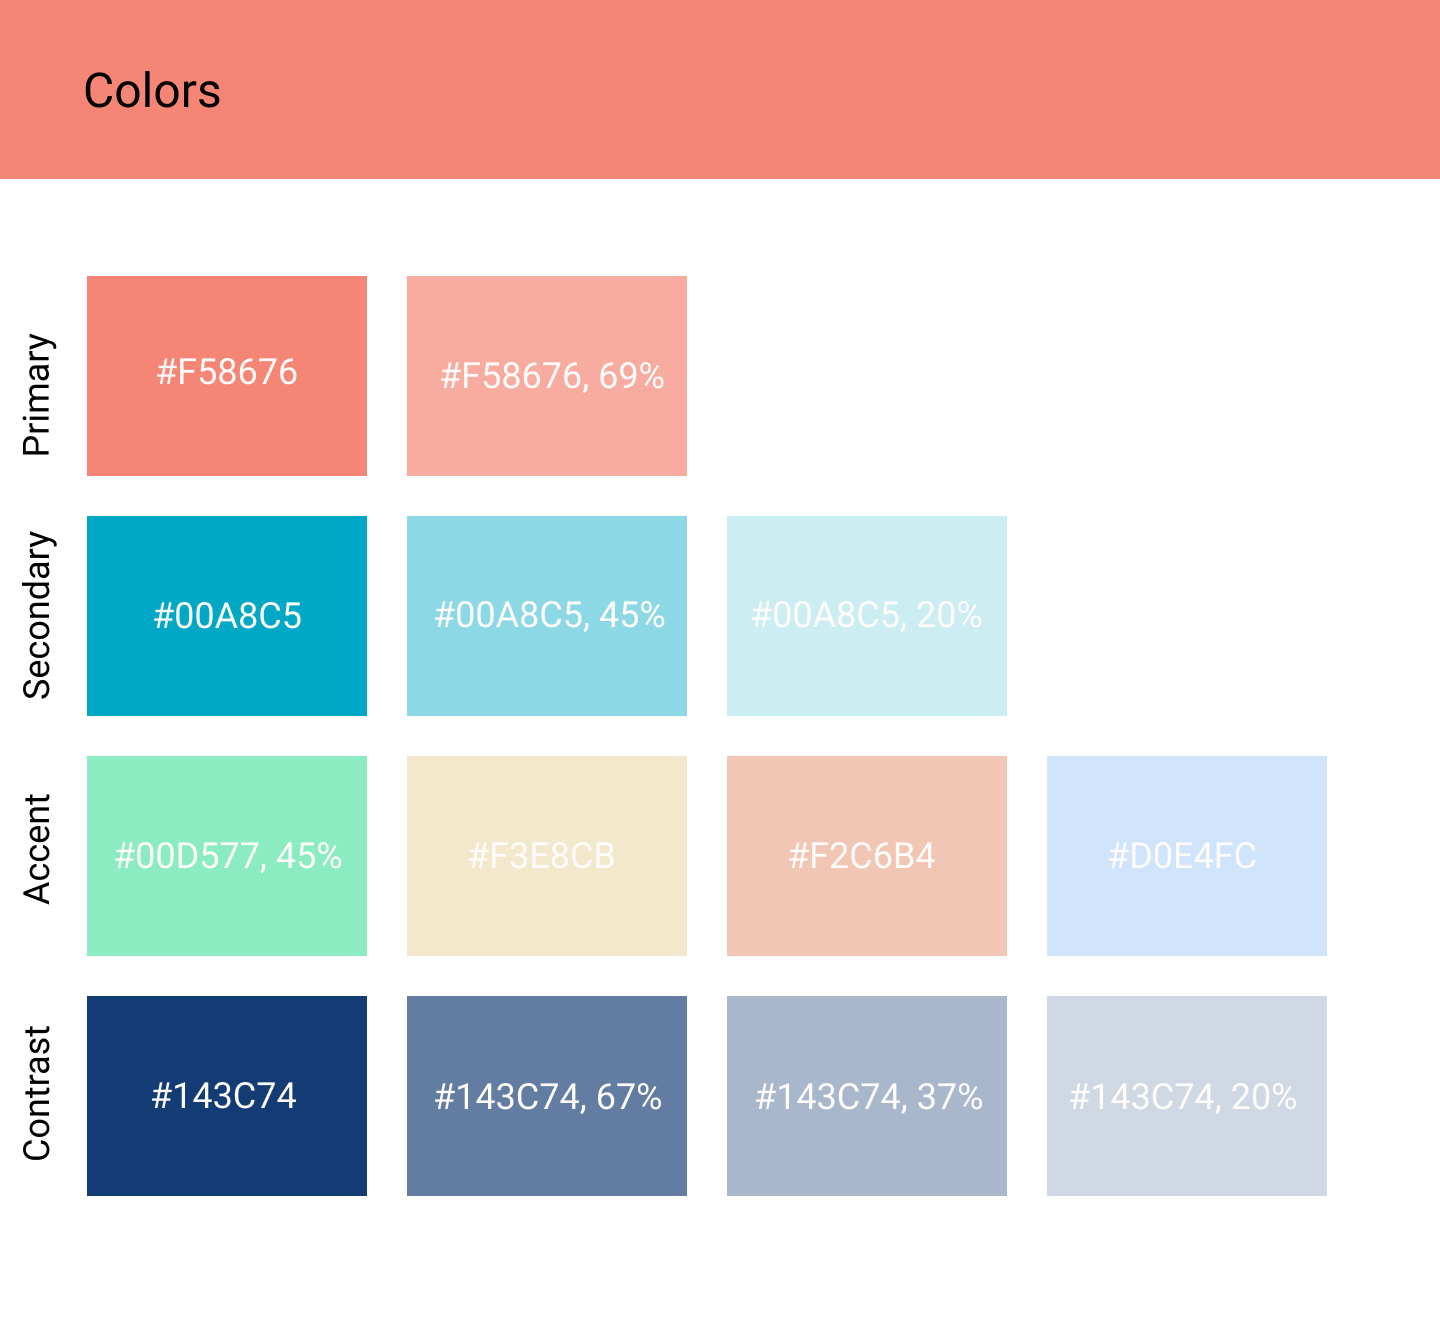 Colors
Primary
#F58676
#F58676, 69%
Secondary
#00A8C5
#00A8C5, 45%
#00A8C5, 20%
Accent
#00D577, 45%
#F3E8CB
#F2C6B4
#D0E4FC
Contrast
#143C74
#143C74, 67%
#143C74, 37%
#143C74, 20%